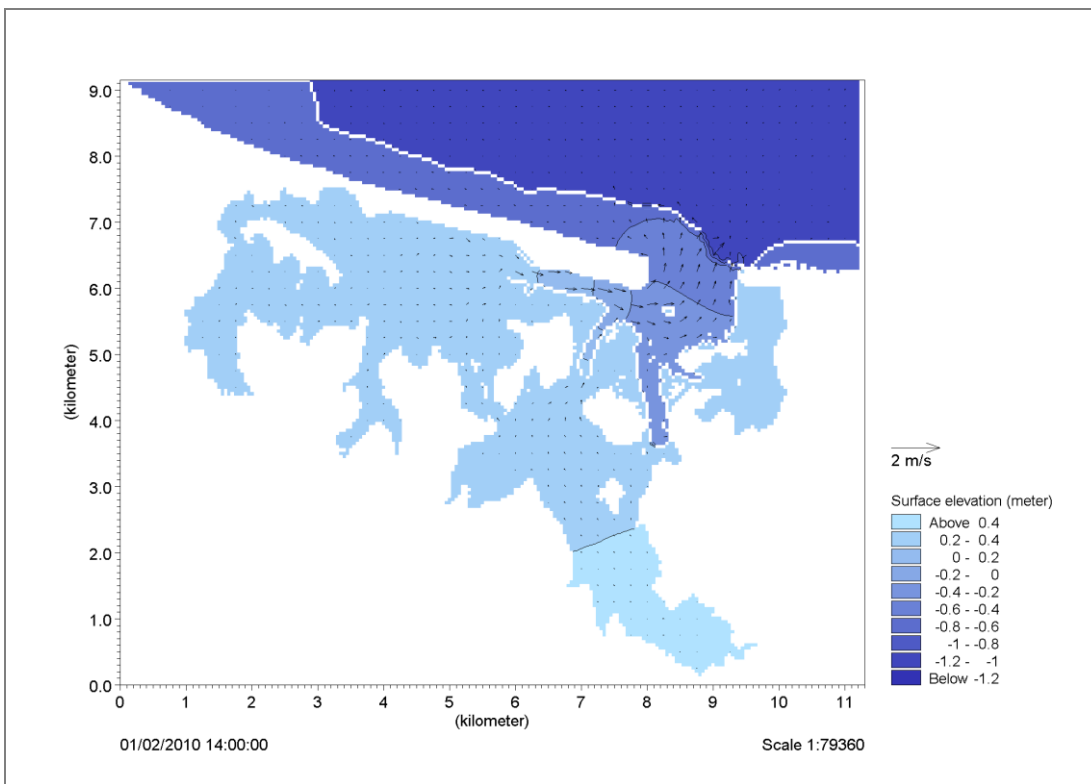 9.0
8.0
7.0
6.0
5.0
4.0
3.0
2.0
1.0
0.0
(kilometer)
0 1 2 3 4 5 6 7 8 9 10 11
(kilometer)
01/02/2010 14:00:00
Scale 1:79360
2 m/s
Surface elevation (meter)
Above 0.4
0.2 - 0.4
0 - 0.2
-0.2 - 0
-0.4 - -0.2
-0.6 - -0.4
-0.8 - -0.6
-1 - -0.8
-1.2 - -1
Below -1.2